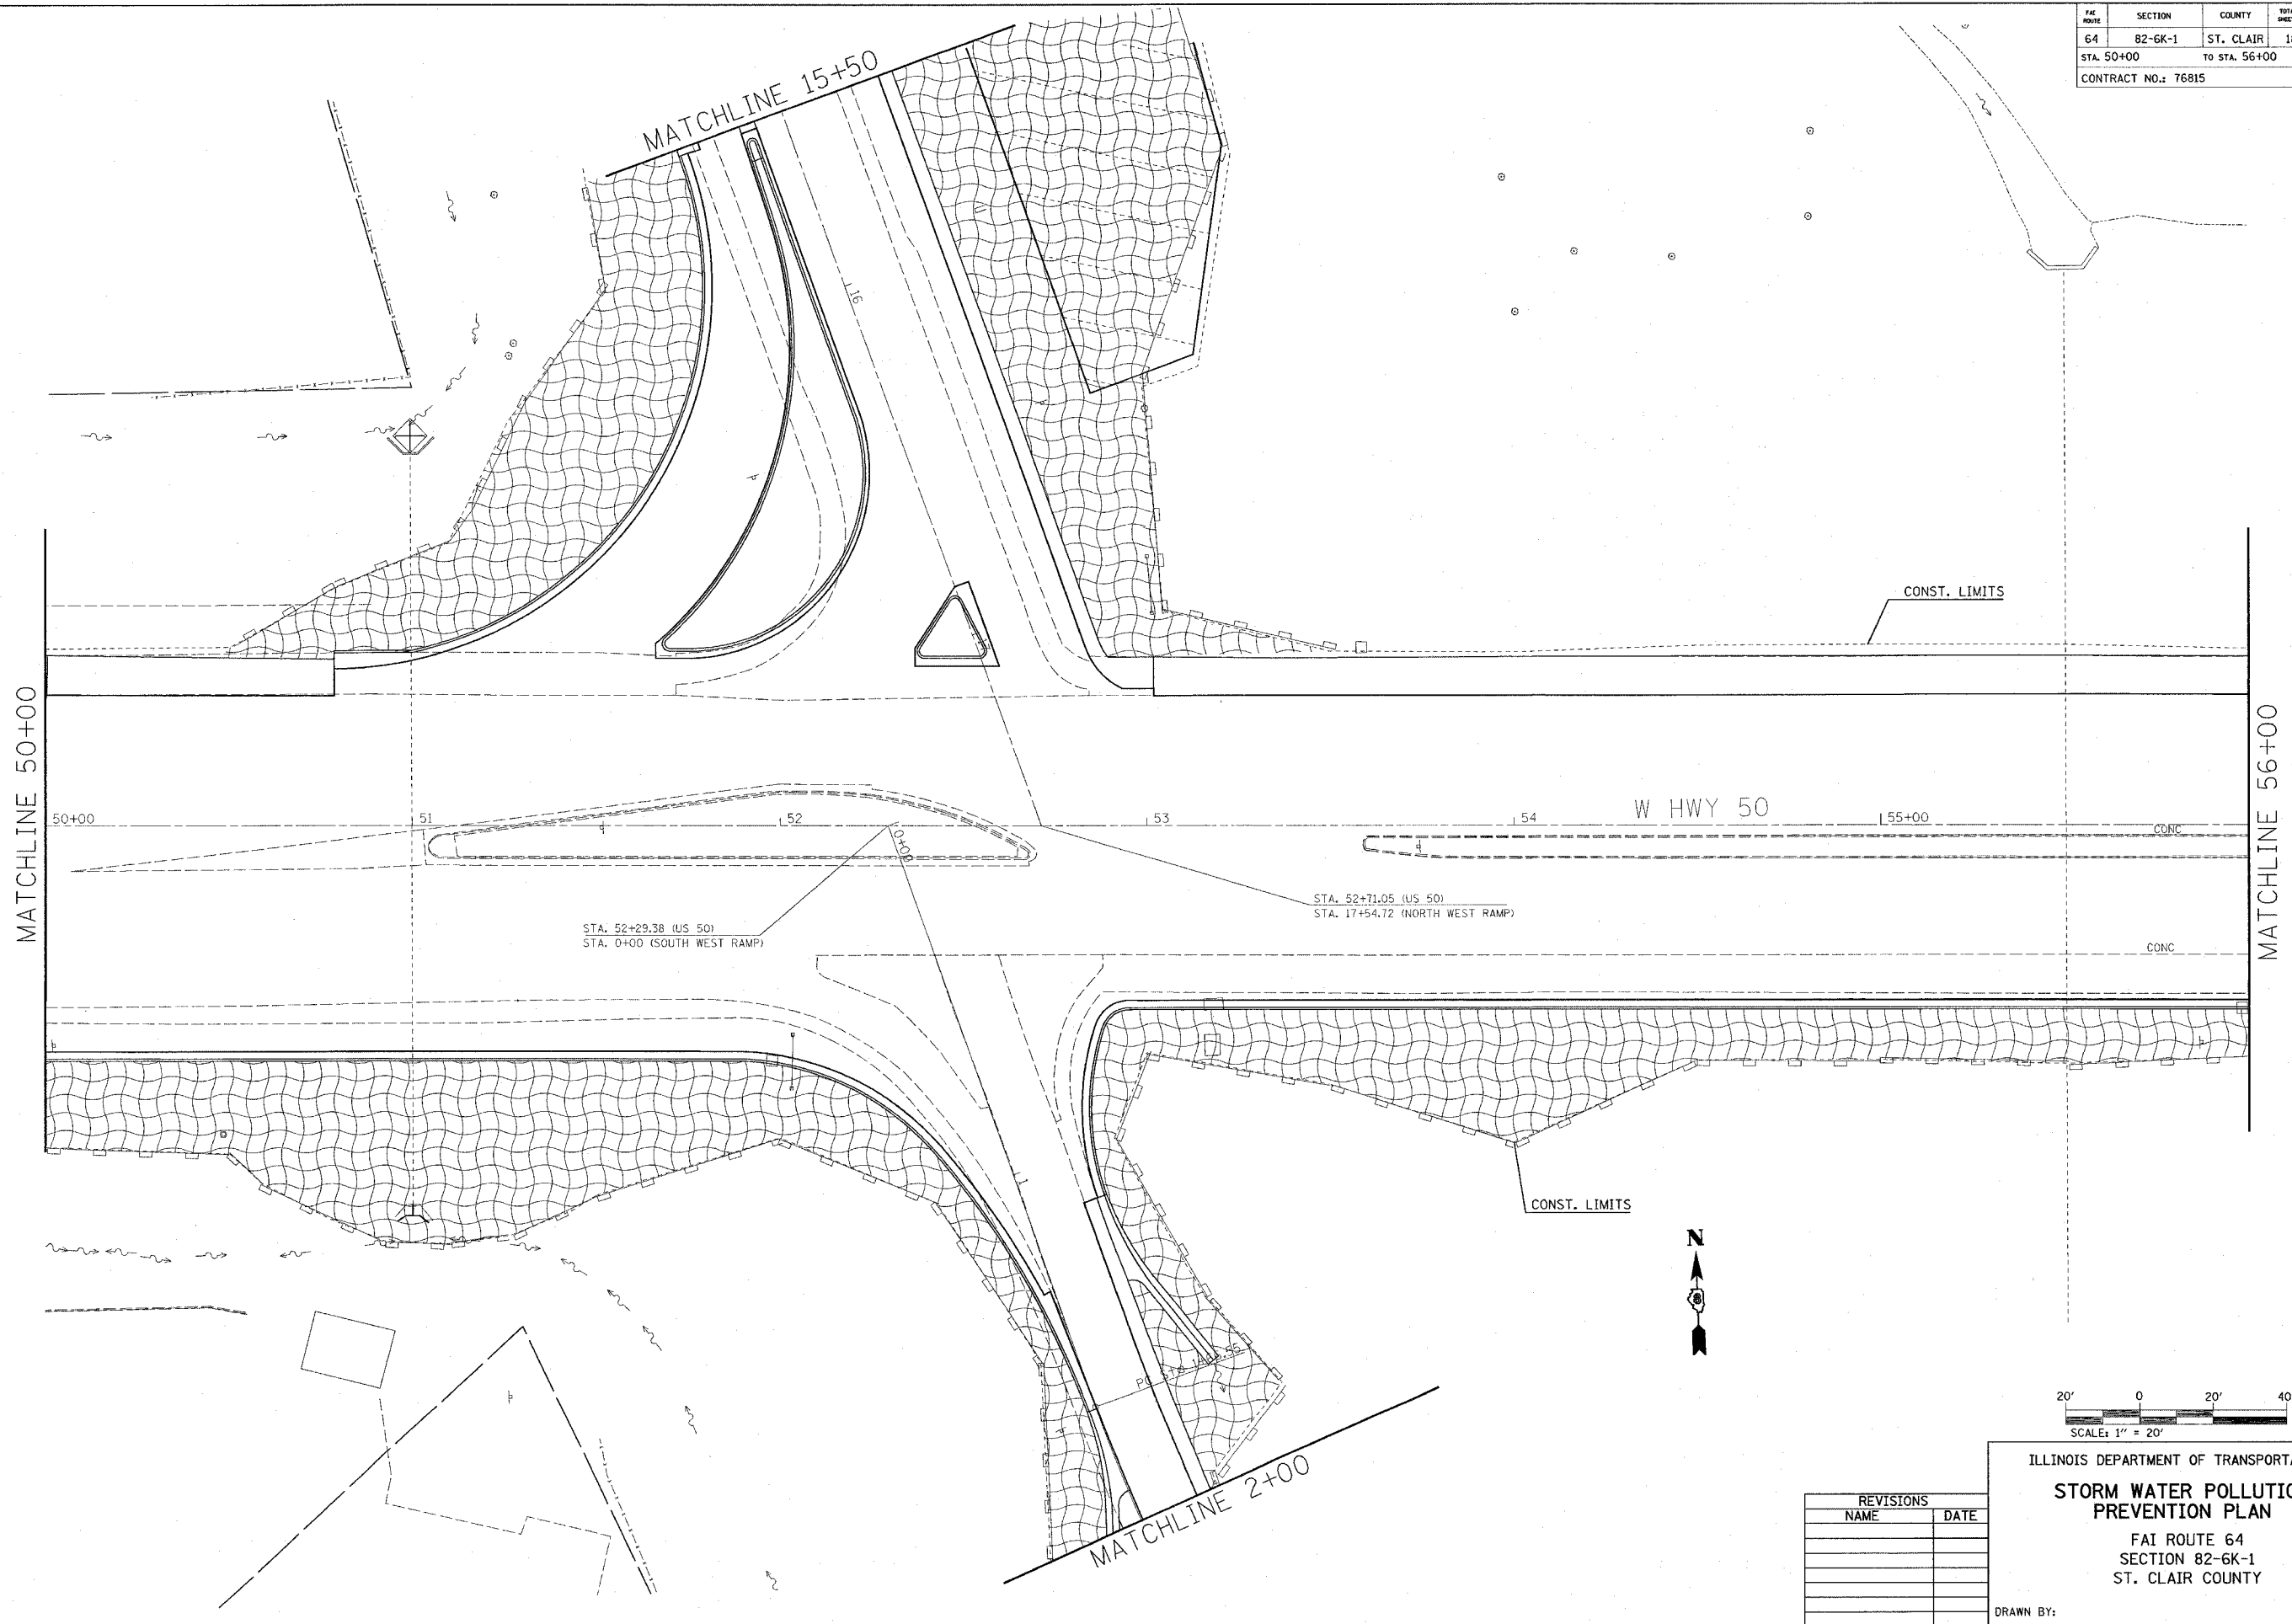 FAI ROUTE SECTION COUNTY
64 82-6K-1 ST. CLAIR
STA. 50+00 TO STA. 56+00
CONTRACT NO.: 76815
MATCHLINE 15+50
16
CONST. LIMITS
MATCHLINE 50+00
MATCHLINE 56+00
50+00 51 52 53 54 55+00
W HWY 50
CONC
0+00
STA. 52+71.05 (US 50)
STA. 17+54.72 (NORTH WEST RAMP)
STA. 52+29.38 (US 50)
STA. 0+00 (SOUTH WEST RAMP)
CONC
1
CONST. LIMITS
N
8
PC STA
MATCHLINE 2+00
20' 0 20' 40
SCALE: 1" = 20'
REVISIONS
NAME DATE
ILLINOIS DEPARTMENT OF TRANSPORT
STORM WATER POLLUTI
PREVENTION PLAN
FAI ROUTE 64
SECTION 82-6K-1
ST. CLAIR COUNTY
DRAWN BY: